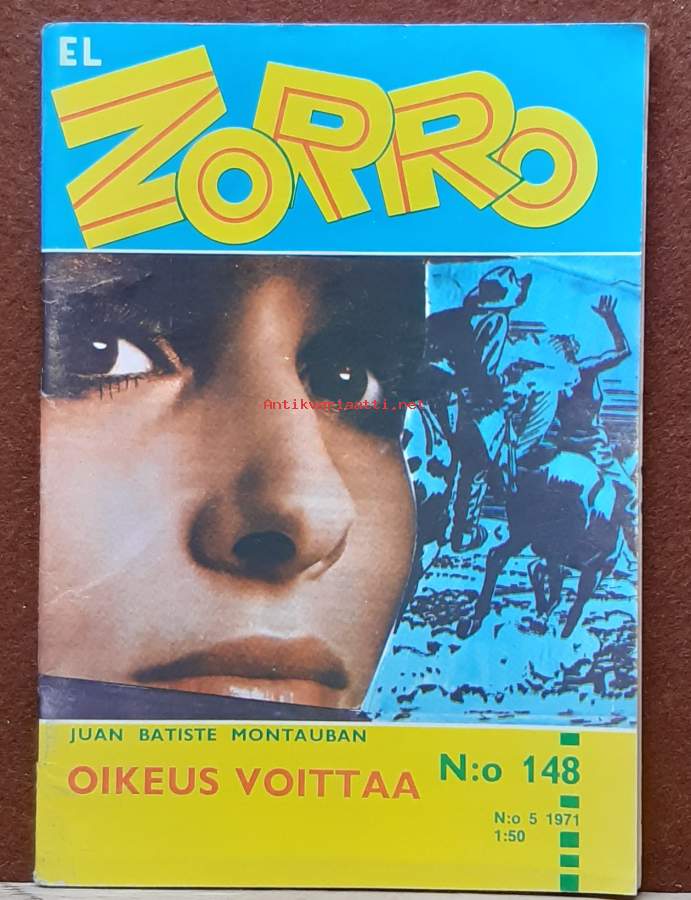 EL
ZORRO
Antikvariaatti.net
JUAN BATISTE MONTAUBAN
OIKEUS VOITTAA
N:o 148
N:o 5 1971
1:50